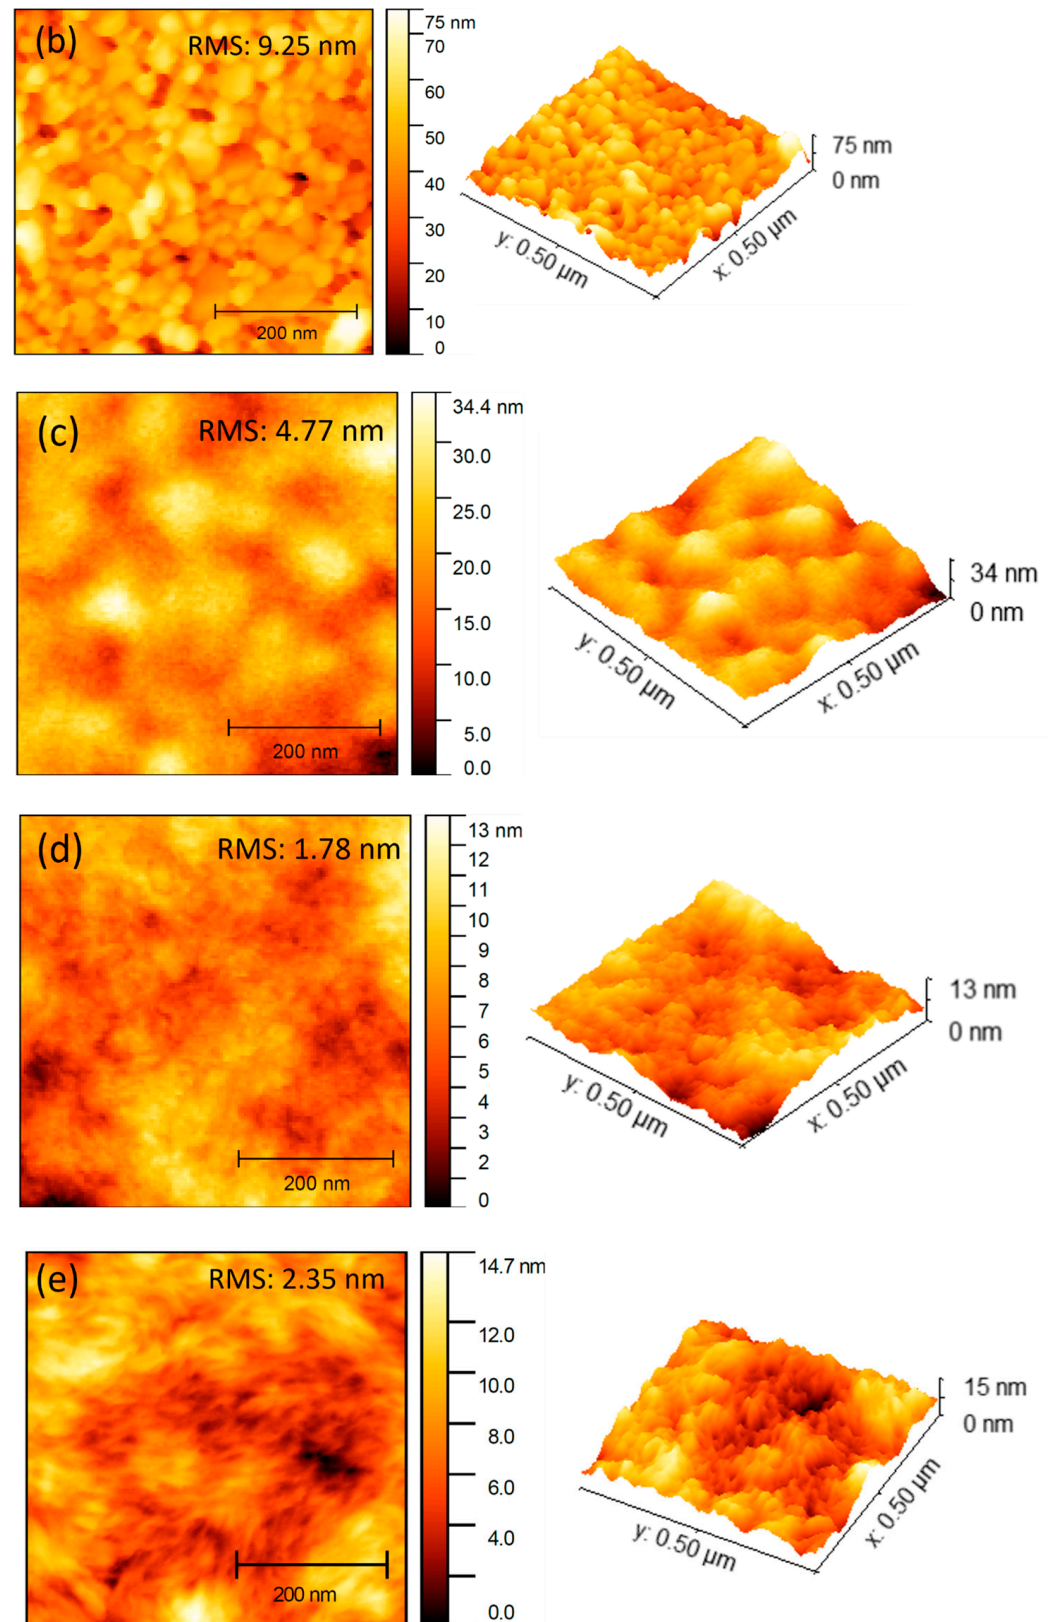 (b)
RMS: 9.25 nm
75 nm
70
60
50
40
30
20
10
0
200 nm
75 nm
0 nm
y: 0.50 μm
x: 0.50 μm
(c)
RMS: 4.77 nm
34.4 nm
30.0
25.0
20.0
15.0
10.0
5.0
0.0
200 nm
34 nm
0 nm
y: 0.50 μm
x: 0.50 μm
(d)
RMS: 1.78 nm
13 nm
12
11
10
9
8
7
6
5
4
3
2
0
200 nm
13 nm
0 nm
y: 0.50 μm
x: 0.50 μm
(e)
RMS: 2.35 nm
14.7 nm
12.0
10.0
8.0
6.0
4.0
0.0
200 nm
15 nm
0 nm
y: 0.50 μm
x: 0.50 μm